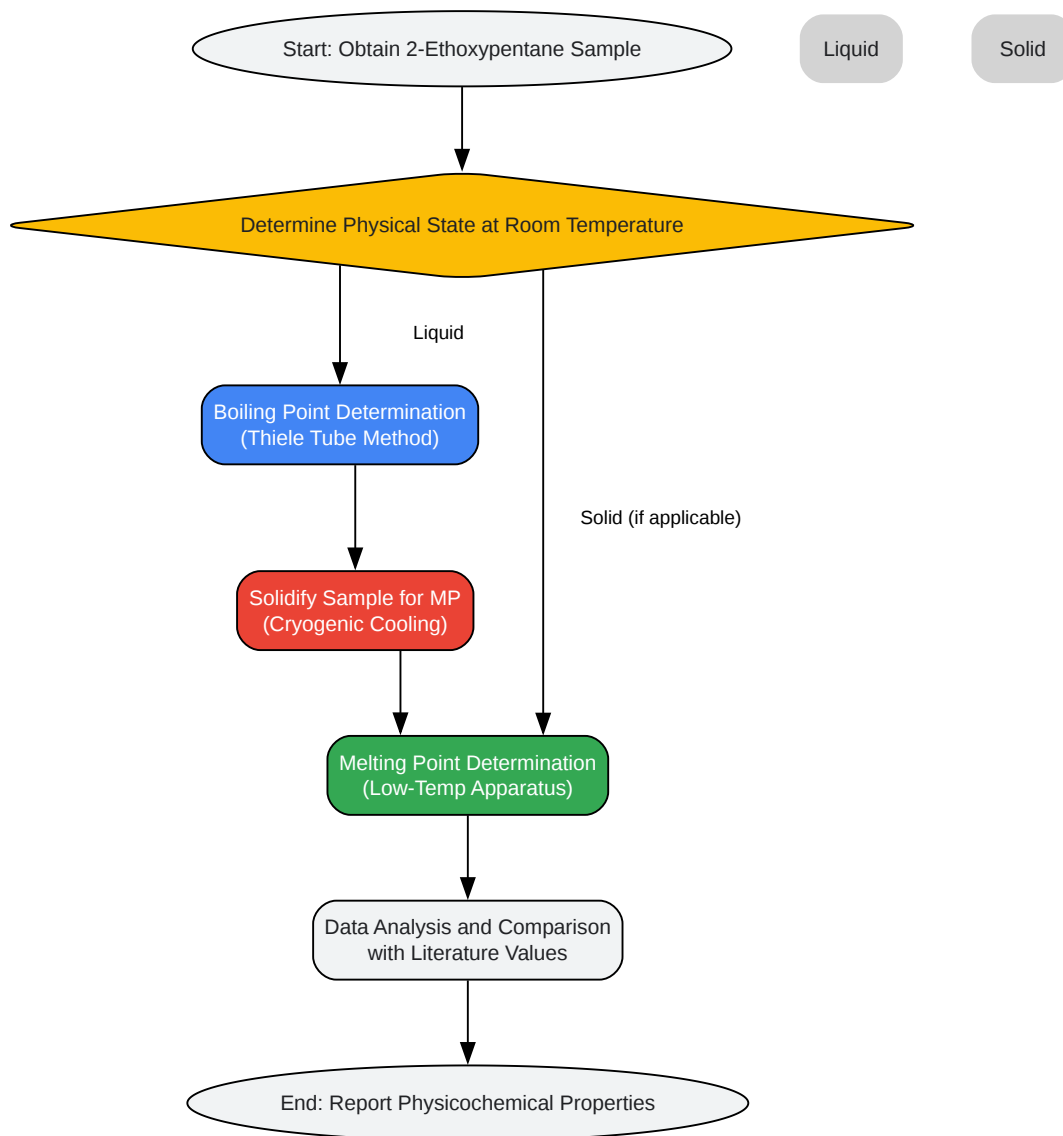 Start: Obtain 2-Ethoxypentane Sample
Liquid
Solid
Determine Physical State at Room Temperature
Liquid
Boiling Point Determination
(Thiele Tube Method)
Solid (if applicable)
Solidify Sample for MP
(Cryogenic Cooling)
Melting Point Determination
(Low-Temp Apparatus)
Data Analysis and Comparison
with Literature Values
End: Report Physicochemical Properties